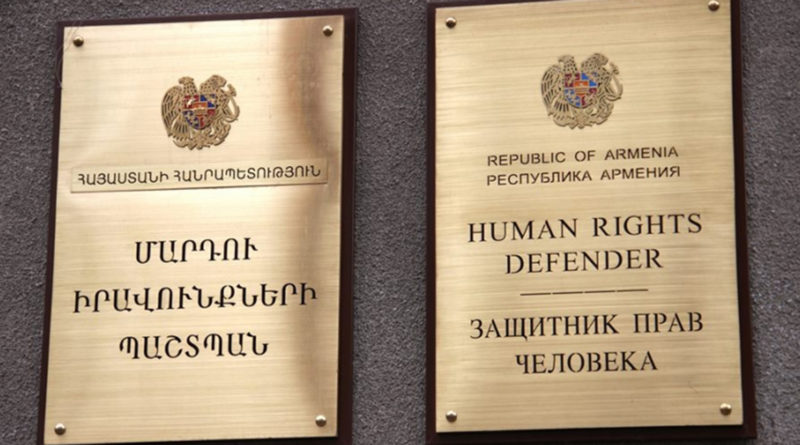 ՀԱՅԱՍՏԱՆԻ ՀԱՆՐԱՊԵՏՈՒԹՅՈՒՆ
ՄԱՐԴՈՒ
ԻՐԱՎՈՒՆՔՆԵՐԻ
ՊԱՇՏՊԱՆ
REPUBLIC OF ARMENIA
РЕСПУБЛИКА АРМЕНИЯ
HUMAN RIGHTS
DEFENDER
ЗАЩИТНИК ПРАВ
ЧЕЛОВЕКА